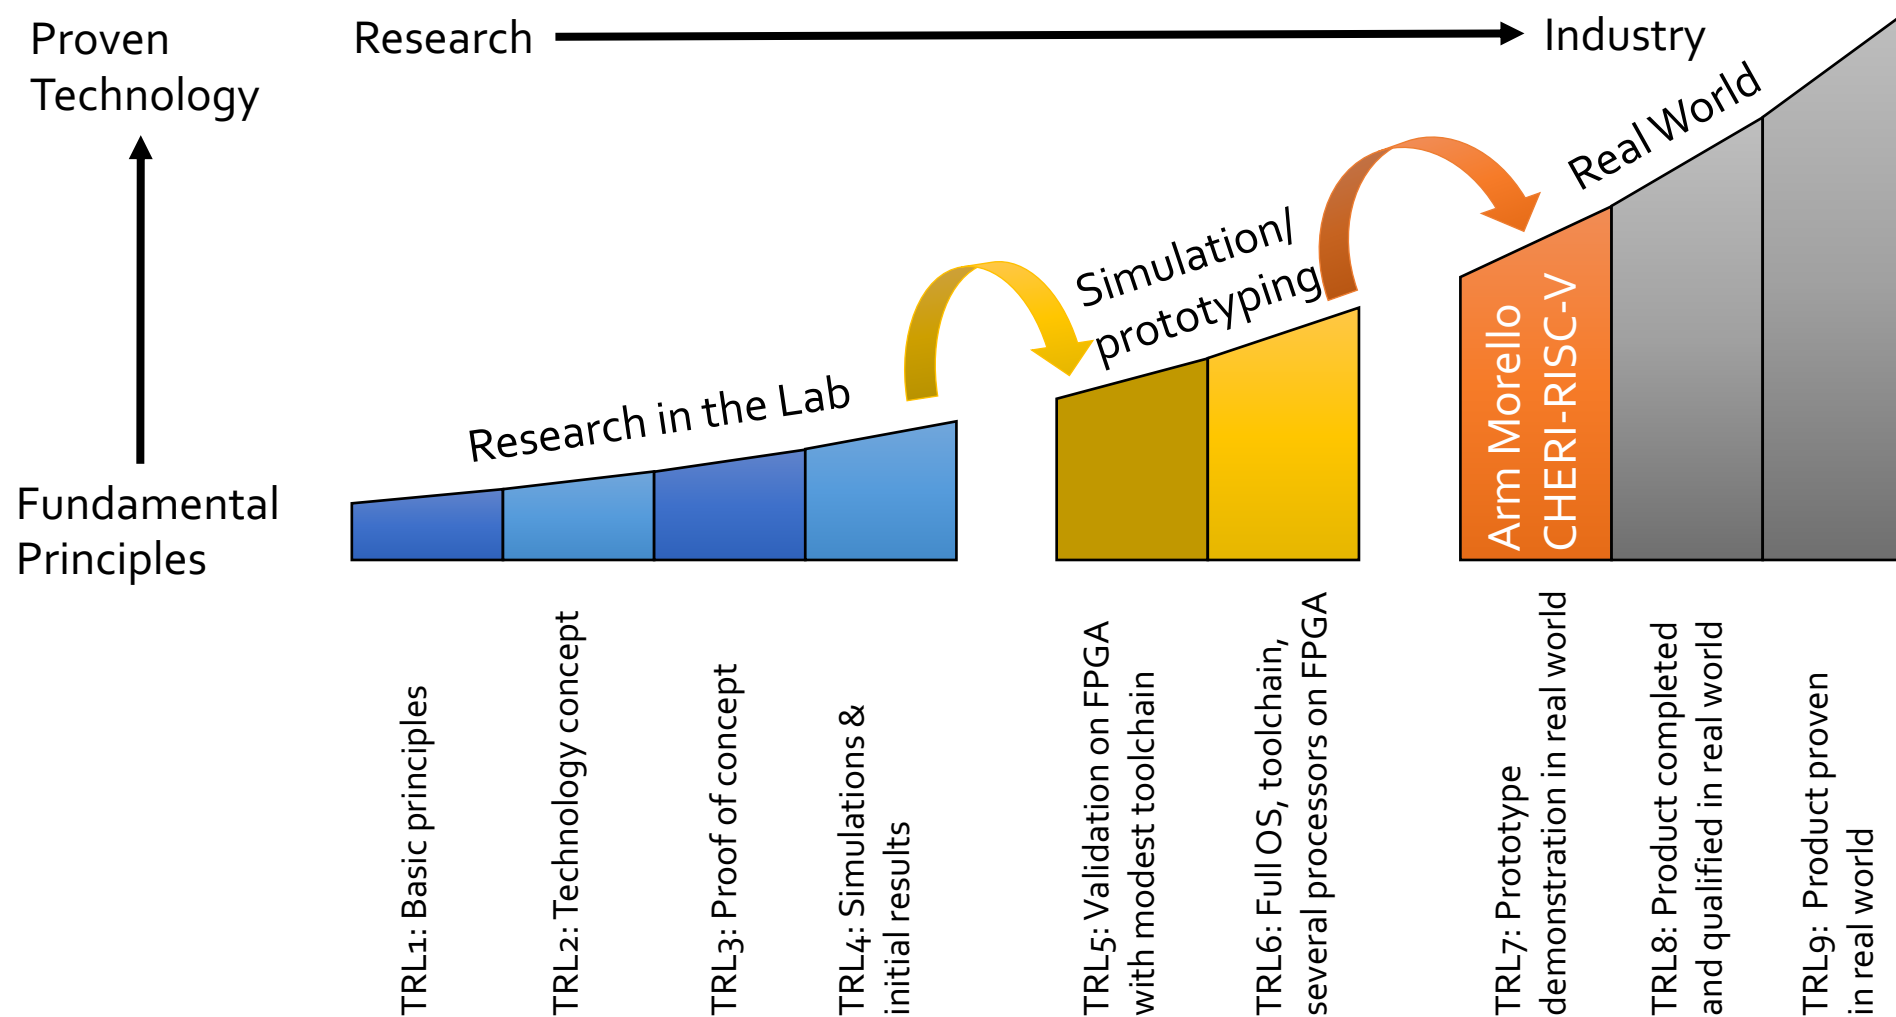 Proven
Technology
Research
Industry
Real World
Simulation/
prototyping
Research in the Lab
Fundamental
Principles
Arm Morello
CHERI-RISC-V
TRL1: Basic principles
TRL2: Technology concept
TRL3: Proof of concept
TRL4: Simulations &
initial results
TRL5: Validation on FPGA
with modest toolchain
TRL6: Full OS, toolchain,
several processors on FPGA
TRL7: Prototype
demonstration in real world
TRL8: Product completed
and qualified in real world
TRL9: Product proven
in real world